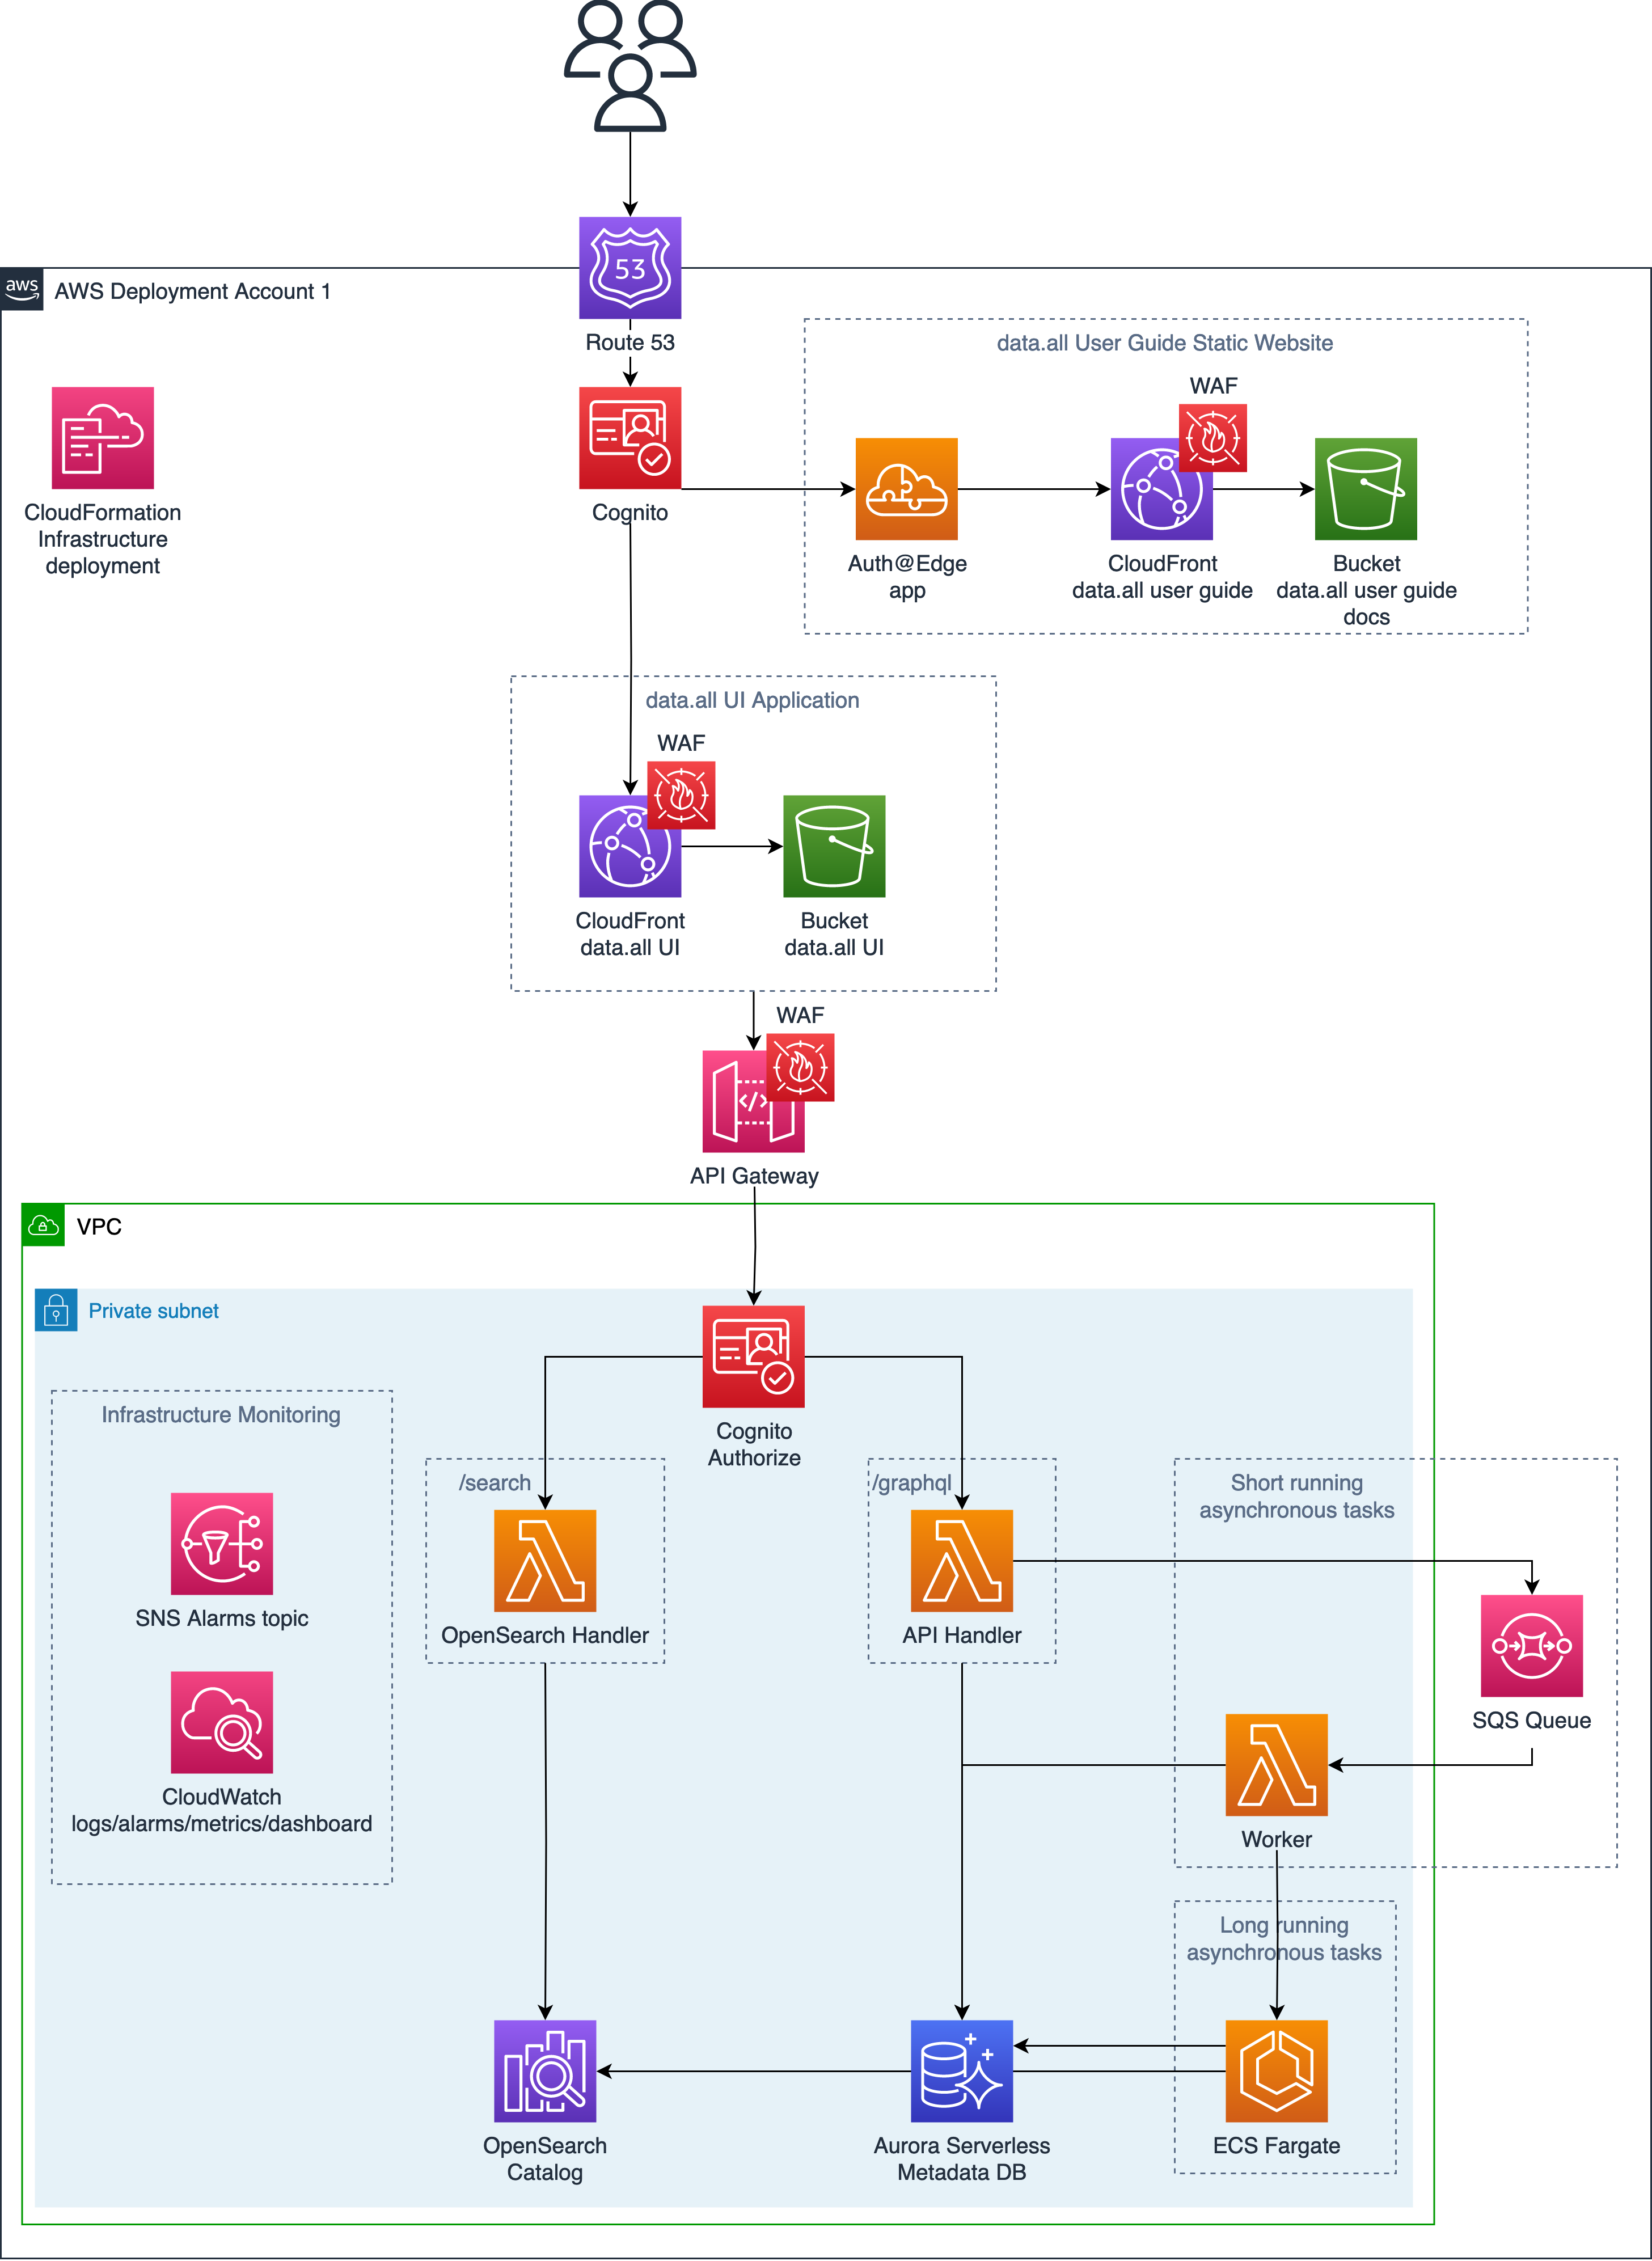 53
aws
AWS Deployment Account 1
Route 53
data.all User Guide Static Website
WAF
CloudFormation
Infrastructure
deployment
Cognito
Auth@Edge
app
CloudFront
data.all user guide
Bucket
data.all user guide
docs
data.all UI Application
WAF
CloudFront
data.all UI
Bucket
data.all UI
WAF
</>
API Gateway
VPC
Private subnet
Cognito
Authorize
Infrastructure Monitoring
SNS Alarms topic
CloudWatch
logs/alarms/metrics/dashboard
/search
OpenSearch Handler
/graphql
API Handler
Short running
asynchronous tasks
SQS Queue
Worker
Long running
asynchronous tasks
OpenSearch
Catalog
Aurora Serverless
Metadata DB
ECS Fargate